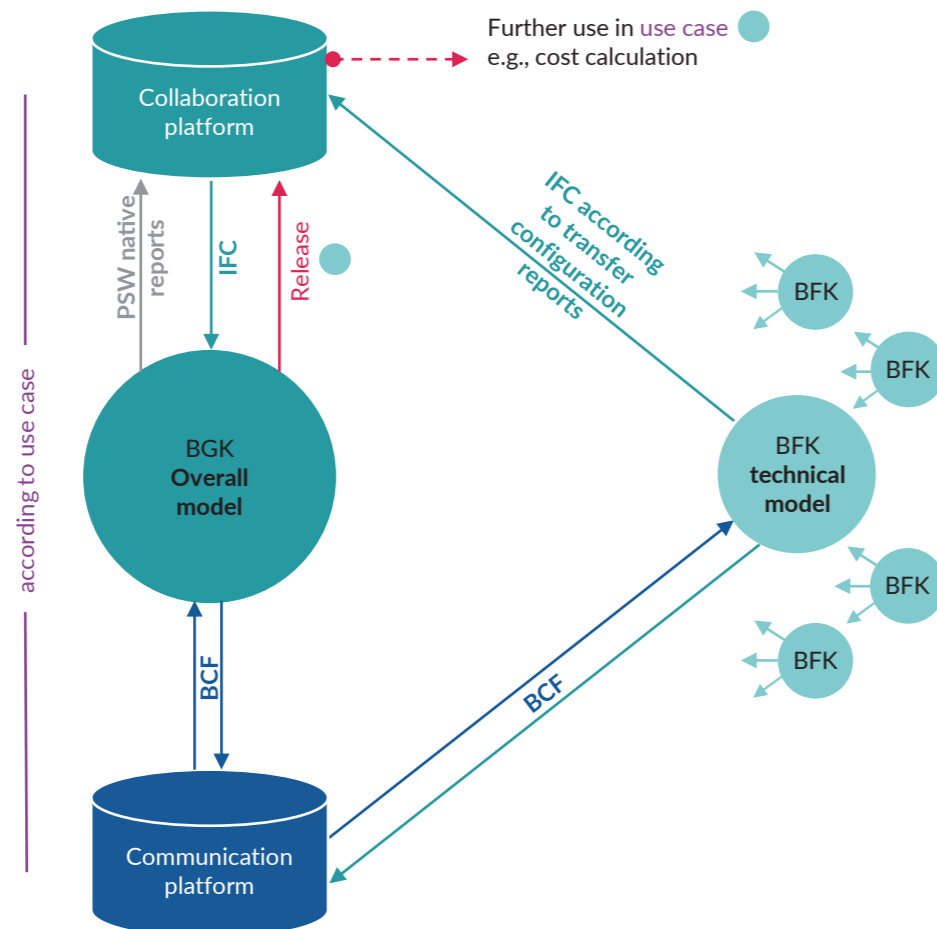 Further use in use case
e.g., cost calculation
Collaboration
platform
according to use case
PSW native
reports
IFC
Release
IFC according
to transfer
configuration
reports
BFK
BFK
BGK
Overall
model
BFK
technical
model
BFK
BFK
BCF
BCF
Communication
platform